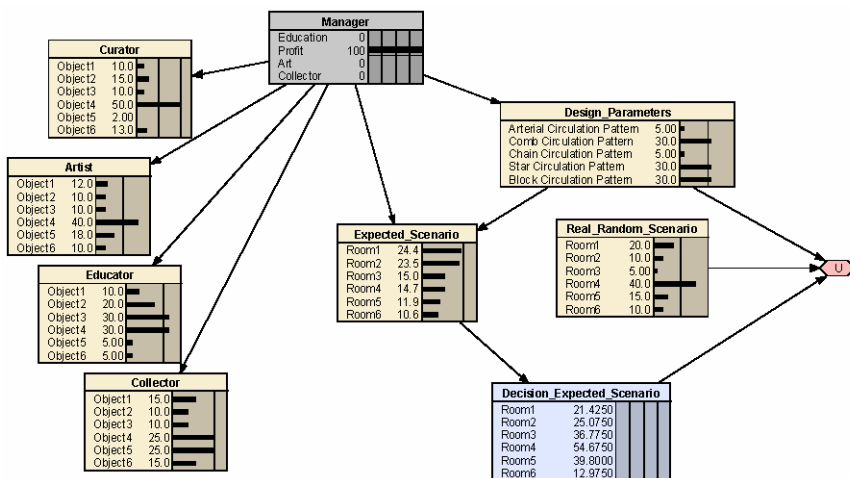 Manager
Education 0
Profit 100
Art 0
Collector 0
Curator
Object1 10.0
Object2 15.0
Object3 10.0
Object4 50.0
Object5 2.00
Object6 13.0
Design_Parameters
Arterial Circulation Pattern 5.00
Comb Circulation Pattern 30.0
Chain Circulation Pattern 5.00
Star Circulation Pattern 30.0
Block Circulation Pattern 30.0
Artist
Object1 12.0
Object2 10.0
Object3 10.0
Object4 40.0
Object5 18.0
Object6 10.0
Expected_Scenario
Room1 24.4
Room2 23.5
Room3 15.0
Room4 14.7
Room5 11.9
Room6 10.6
Real_Random_Scenario
Room1 20.0
Room2 10.0
Room3 5.00
Room4 40.0
Room5 15.0
Room6 10.0
U
Educator
Object1 10.0
Object2 20.0
Object3 30.0
Object4 30.0
Object5 5.00
Object6 5.00
Collector
Object1 15.0
Object2 10.0
Object3 10.0
Object4 25.0
Object5 25.0
Object6 15.0
Decision_Expected_Scenario
Room1 21.4250
Room2 25.0750
Room3 36.7750
Room4 54.6750
Room5 39.8000
Room6 12.9750